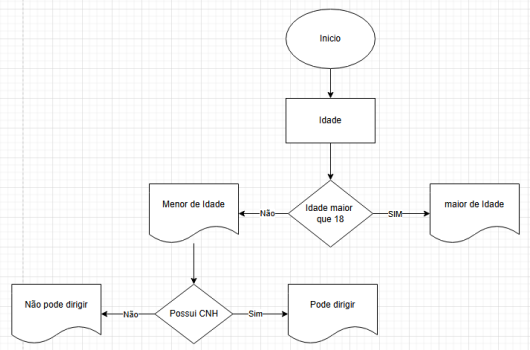 Inicio
Idade
Menor de Idade
Não
Idade maior
que 18
SIM
maior de Idade
Não pode dirigir
Não
Possui CNH
Sim
Pode dirigir